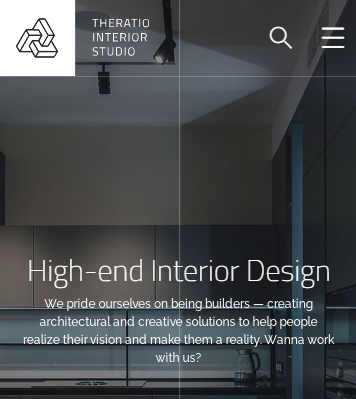 THERATIO
INTERIOR
STUDIO
High-end Interior Design
We pride ourselves on being builders — creating
architectural and creative solutions to help people
realize their vision and make them a reality. Wanna work
with us?